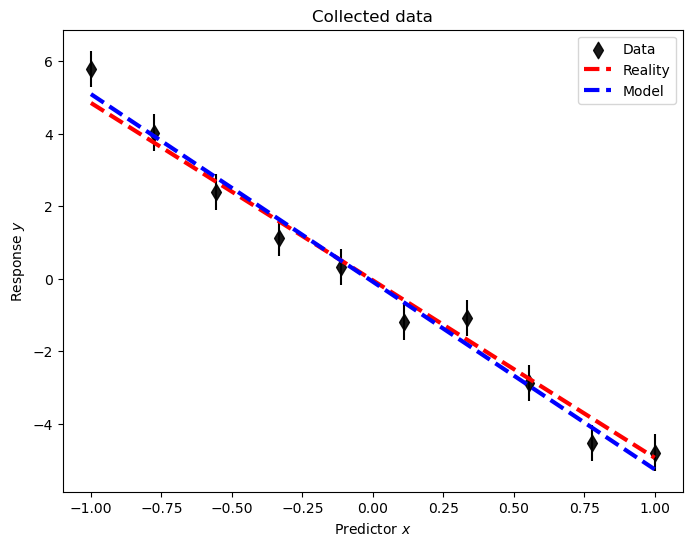 Collected data
Data
Reality
Model
6
4
2
0
−2
−4
Response y
−1.00 −0.75 −0.50 −0.25 0.00 0.25 0.50 0.75 1.00
Predictor x